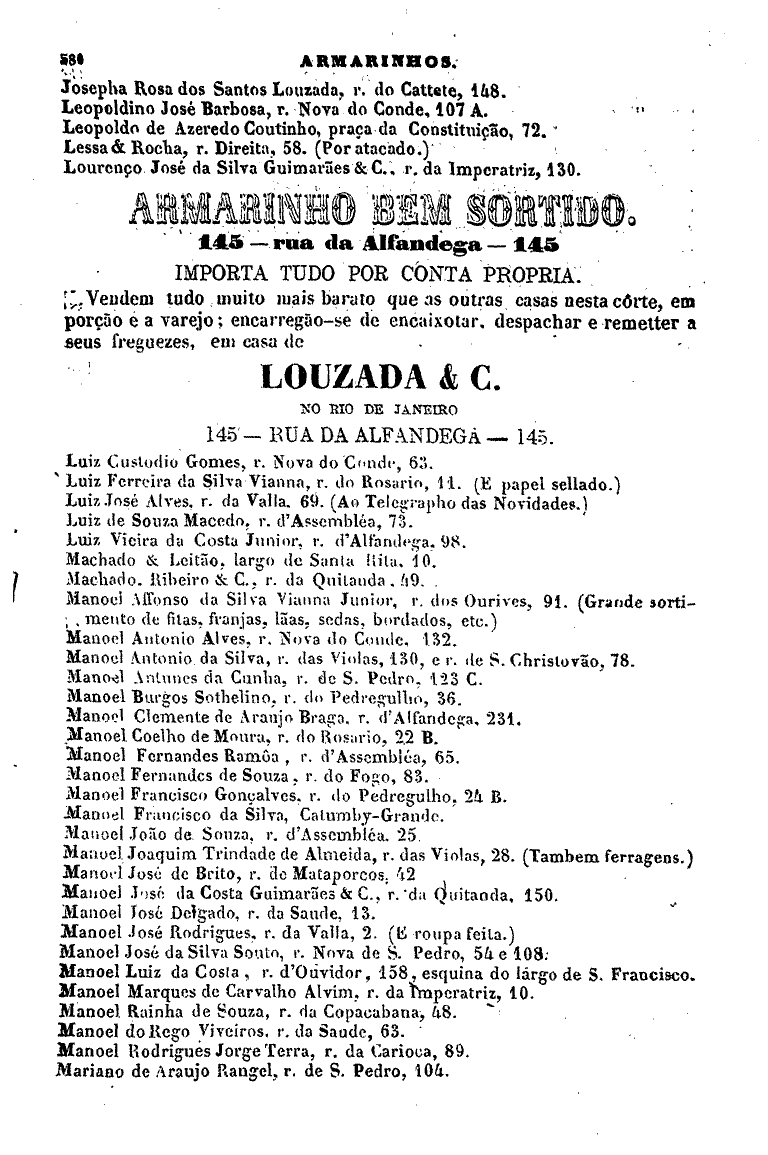 580 ARMARINHOS.
Josepha Rosa dos Santos Louzada, r. do Cattete, 148.
Leopoldino José Barbosa, r. Nova do Conde, 107 A.
Leopoldo de Azeredo Coutinho, praça da Constituição, 72.
Lessa & Rocha, r. Direita, 58. (Por atacado.)
Lourenço José da Silva Guimarães & C., r. da Imperatriz, 130.
ARMARINHO BEM SORTIDO.
145 — rua da Alfandega — 145
IMPORTA TUDO POR CONTA PROPRIA.
Vendem tudo muito mais barato que as outras casas nesta côrte, em
porção e a varejo; encarregão-se de encaixotar, despachar e remetter a
seus freguezes, em casa de
LOUZADA & C.
NO RIO DE JANEIRO
145 — RUA DA ALFANDEGA — 145.
Luiz Custodio Gomes, r. Nova do Conde, 63.
Luiz Ferreira da Silva Vianna, r. do Rosario, 11. (E papel sellado.)
Luiz José Alves, r. da Valla, 69. (Ao Telegrapho das Novidades.)
Luiz de Souza Macedo, r. d'Assembléa, 73.
Luiz Vieira da Costa Junior, r. d'Alfandega, 98.
Machado & Leitão, largo de Santa Rita, 10.
Machado, Ribeiro & C., r. da Quitanda, 49.
Manoel Affonso da Silva Vianna Junior, r. dos Ourives, 91. (Grande sorti-
mento de fitas, franjas, lãas, sedas, bordados, etc.)
Manoel Antonio Alves, r. Nova do Conde, 132.
Manoel Antonio da Silva, r. das Violas, 130, e r. de S. Christovão, 78.
Manoel Antunes da Cunha, r. de S. Pedro, 123 C.
Manoel Burgos Sothelino, r. do Pedregulho, 36.
Manoel Clemente de Araujo Braga, r. d'Alfandega, 231.
Manoel Coelho de Moura, r. do Rosario, 22 B.
Manoel Fernandes Ramôa, r. d'Assembléa, 65.
Manoel Fernandes de Souza, r. do Fogo, 83.
Manoel Francisco Gonçalves, r. do Pedregulho, 24 B.
Manoel Francisco da Silva, Catumby-Grande.
Manoel João de Souza, r. d'Assembléa, 25
Manoel Joaquim Trindade de Almeida, r. das Violas, 28. (Tambem ferragens.)
Manoel José de Brito, r. de Mataporcos, 42
Manoel José da Costa Guimarães & C., r. da Quitanda, 150.
Manoel José Delgado, r. da Saude, 13.
Manoel José Rodrigues, r. da Valla, 2. (E roupa feita.)
Manoel José da Silva Souto, r. Nova de S. Pedro, 54 e 108.
Manoel Luiz da Costa, r. d'Ouvidor, 158, esquina do largo de S. Francisco.
Manoel Marques de Carvalho Alvim, r. da Imperatriz, 10.
Manoel Rainha de Souza, r. da Copacabana, 48.
Manoel do Rego Viveiros, r. da Saude, 63.
Manoel Rodrigues Jorge Terra, r. da Carioca, 89.
Mariano de Araujo Rangel, r. de S. Pedro, 104.